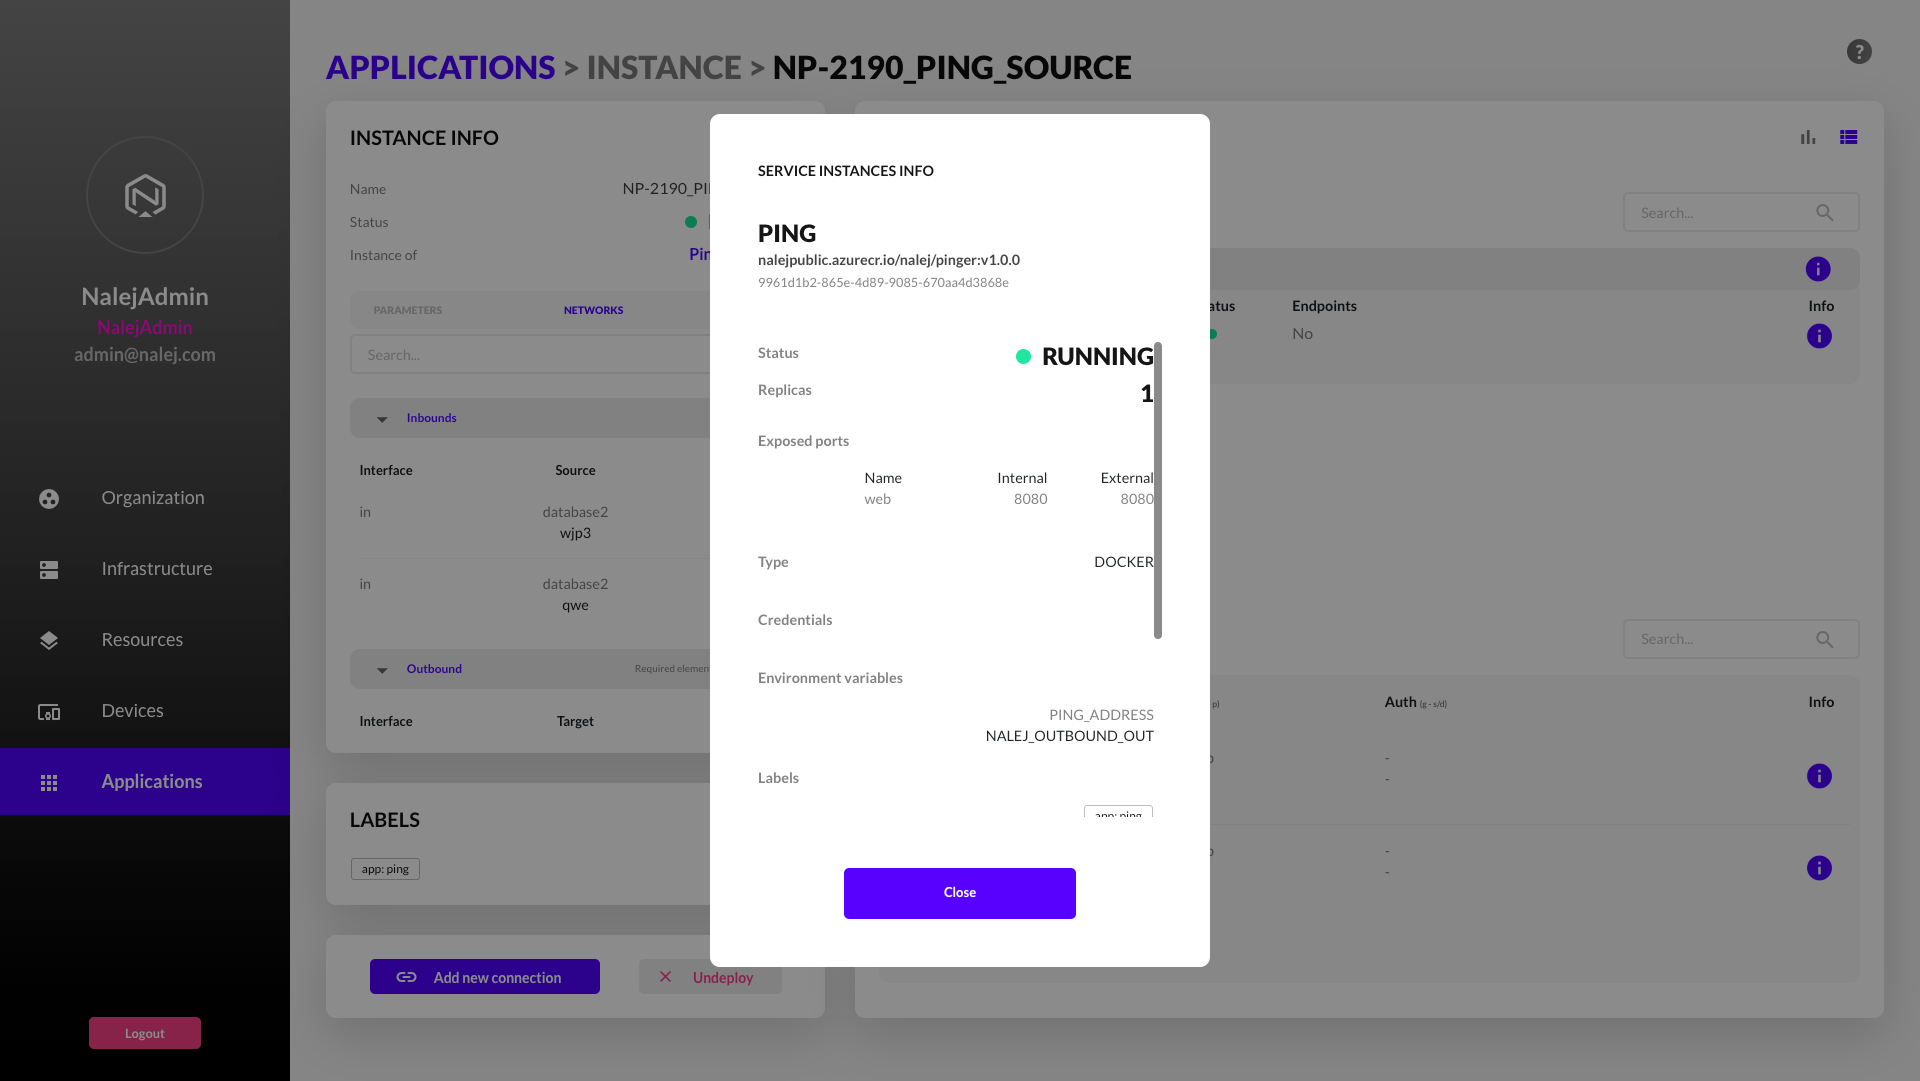 NalejAdmin
NalejAdmin
admin@nalej.com
Organization
Infrastructure
Resources
Devices
Applications
Logout
APPLICATIONS > INSTANCE > NP-2190_PING_SOURCE
?
INSTANCE INFO
Name
NP-2190_PI
Status
Instance of
PARAMETERS NETWORKS
Search...
Inbounds
Interface Source
in database2
wjp3
in database2
qwe
Outbound Required elemen
Interface Target
LABELS
app: ping
Add new connection
Undeploy
SERVICE INSTANCES INFO
PING
nalejpublic.azurecr.io/nalej/pinger:v1.0.0
9961d1b2-865e-4d89-9085-670aa4d3868e
Status RUNNING
Replicas 1
Exposed ports
Name Internal External
web 8080 8080
Type DOCKER
Credentials
Environment variables
PING_ADDRESS
NALEJ_OUTBOUND_OUT
Labels
app: ping
Close
Search...
atus Endpoints Info
No
Search...
p) Auth (g - s/d) Info
-
-
-
-